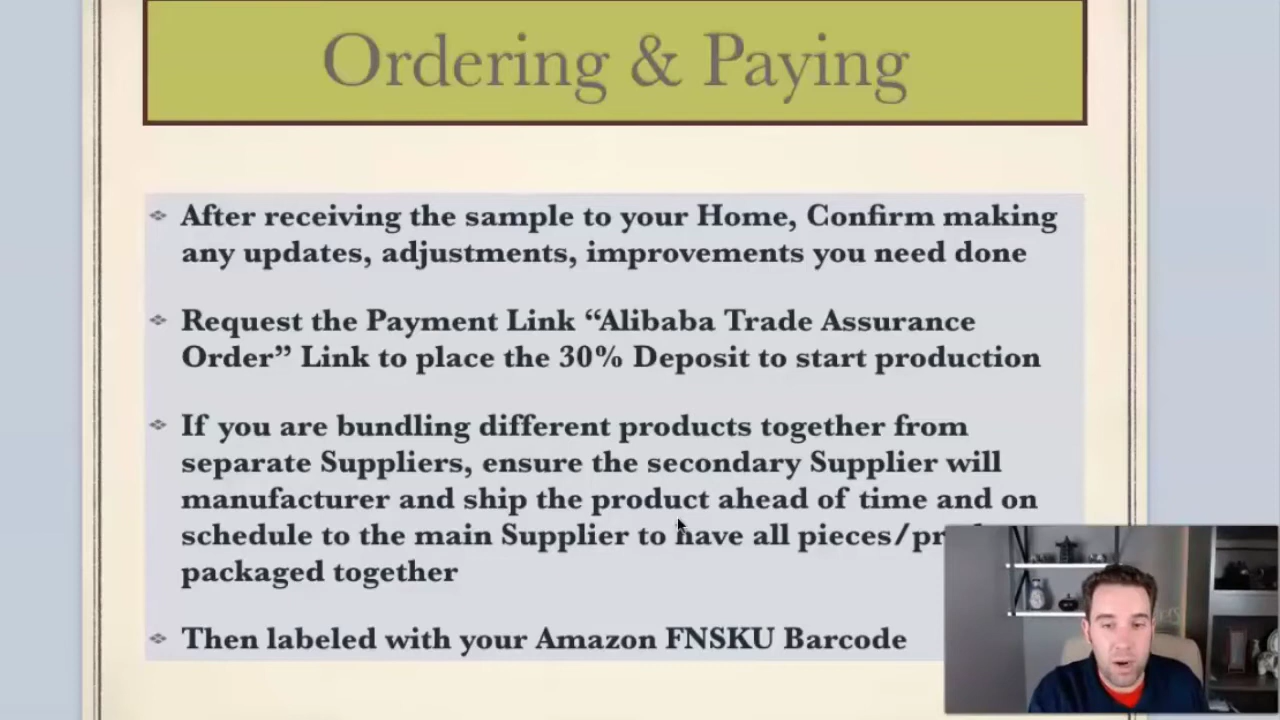 Ordering & Paying
After receiving the sample to your Home, Confirm making
any updates, adjustments, improvements you need done
Request the Payment Link “Alibaba Trade Assurance
Order” Link to place the 30% Deposit to start production
If you are bundling different products together from
separate Suppliers, ensure the secondary Supplier will
manufacturer and ship the product ahead of time and on
schedule to the main Supplier to have all pieces/
packaged together
Then labeled with your Amazon FNSKU Barcode